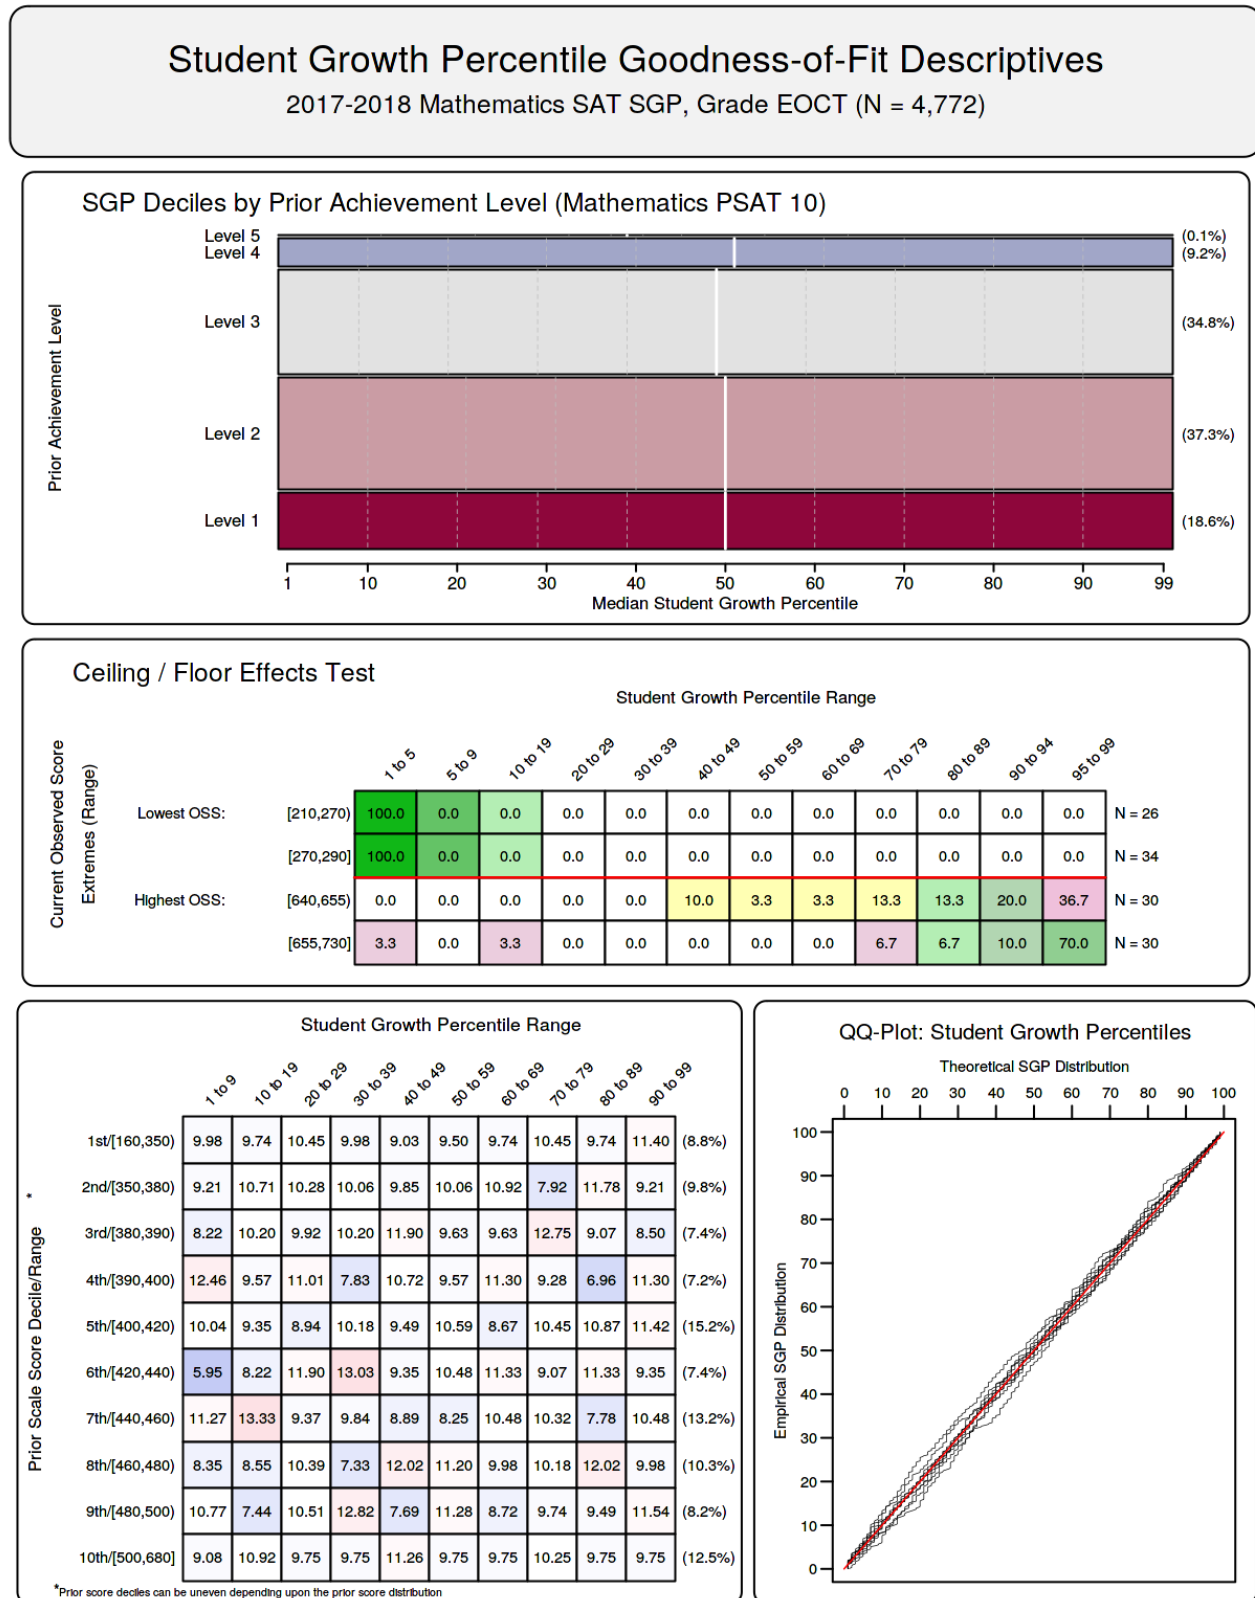 Student Growth Percentile Goodness-of-Fit Descriptives
2017-2018 Mathematics SAT SGP, Grade EOCT (N = 4,772)
SGP Deciles by Prior Achievement Level (Mathematics PSAT 10)
Prior Achievement Level
Level 5 (0.1%)
Level 4 (9.2%)
Level 3 (34.8%)
Level 2 (37.3%)
Level 1 (18.6%)
1 10 20 30 40 50 60 70 80 90 99
Median Student Growth Percentile
Ceiling / Floor Effects Test
Student Growth Percentile Range
Current Observed Score
Extremes (Range)
1 to 5 5 to 9 10 to 19 20 to 29 30 to 39 40 to 49 50 to 59 60 to 69 70 to 79 80 to 89 90 to 94 95 to 99
Lowest OSS: [210,270) 100.0 0.0 0.0 0.0 0.0 0.0 0.0 0.0 0.0 0.0 0.0 0.0 N = 26
[270,290] 100.0 0.0 0.0 0.0 0.0 0.0 0.0 0.0 0.0 0.0 0.0 0.0 N = 34
Highest OSS: [640,655) 0.0 0.0 0.0 0.0 0.0 10.0 3.3 3.3 13.3 13.3 20.0 36.7 N = 30
[655,730] 3.3 0.0 3.3 0.0 0.0 0.0 0.0 0.0 6.7 6.7 10.0 70.0 N = 30
Student Growth Percentile Range
Prior Scale Score Decile/Range *
1 to 9 10 to 19 20 to 29 30 to 39 40 to 49 50 to 59 60 to 69 70 to 79 80 to 89 90 to 99
1st/[160,350) 9.98 9.74 10.45 9.98 9.03 9.50 9.74 10.45 9.74 11.40 (8.8%)
2nd/[350,380) 9.21 10.71 10.28 10.06 9.85 10.06 10.92 7.92 11.78 9.21 (9.8%)
3rd/[380,390) 8.22 10.20 9.92 10.20 11.90 9.63 9.63 12.75 9.07 8.50 (7.4%)
4th/[390,400) 12.46 9.57 11.01 7.83 10.72 9.57 11.30 9.28 6.96 11.30 (7.2%)
5th/[400,420) 10.04 9.35 8.94 10.18 9.49 10.59 8.67 10.45 10.87 11.42 (15.2%)
6th/[420,440) 5.95 8.22 11.90 13.03 9.35 10.48 11.33 9.07 11.33 9.35 (7.4%)
7th/[440,460) 11.27 13.33 9.37 9.84 8.89 8.25 10.48 10.32 7.78 10.48 (13.2%)
8th/[460,480) 8.35 8.55 10.39 7.33 12.02 11.20 9.98 10.18 12.02 9.98 (10.3%)
9th/[480,500) 10.77 7.44 10.51 12.82 7.69 11.28 8.72 9.74 9.49 11.54 (8.2%)
10th/[500,680] 9.08 10.92 9.75 9.75 11.26 9.75 9.75 10.25 9.75 9.75 (12.5%)
*Prior score deciles can be uneven depending upon the prior score distribution
QQ-Plot: Student Growth Percentiles
Theoretical SGP Distribution
0 10 20 30 40 50 60 70 80 90 100
Empirical SGP Distribution
100
90
80
70
60
50
40
30
20
10
0